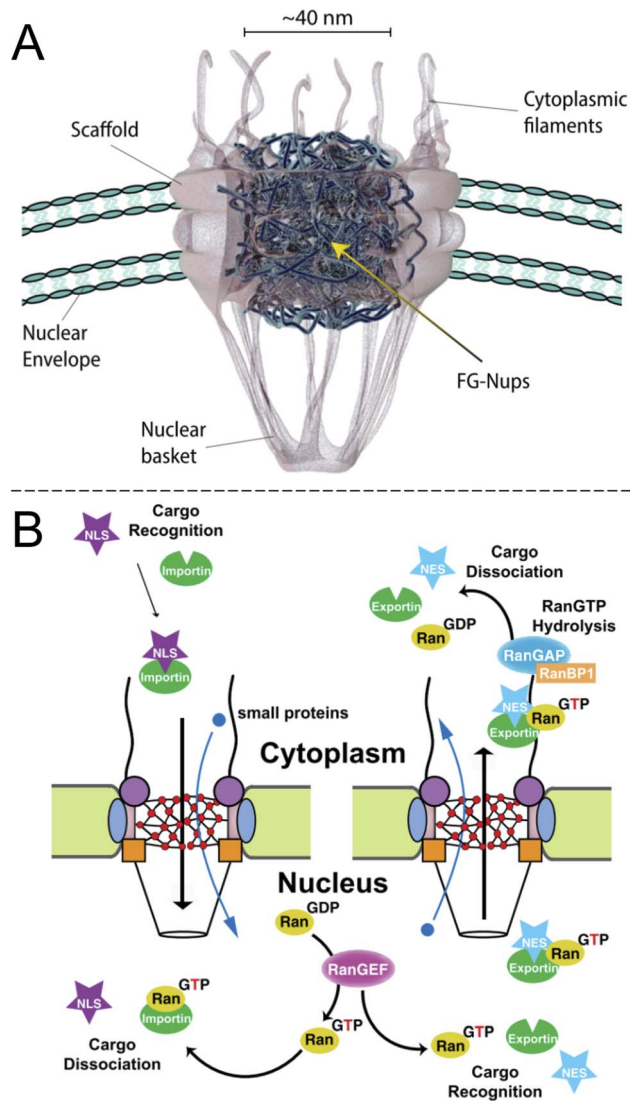 A
~40 nm
Scaffold
Cytoplasmic
filaments
Nuclear
Envelope
FG-Nups
Nuclear
basket
B
Cargo
Recognition
NLS
Importin
NLS
Importin
small proteins
NES
Cargo
Dissociation
Exportin
Ran
GDP
RanGTP
Hydrolysis
RanGAP
RanBP1
NES
Exportin
Ran
GTP
Cytoplasm
Nucleus
Ran
GDP
RanGEF
NES
Exportin
Ran
GTP
NLS
Ran
GTP
Importin
Cargo
Dissociation
Ran
GTP
Ran
GTP
Exportin
Cargo
Recognition
NES